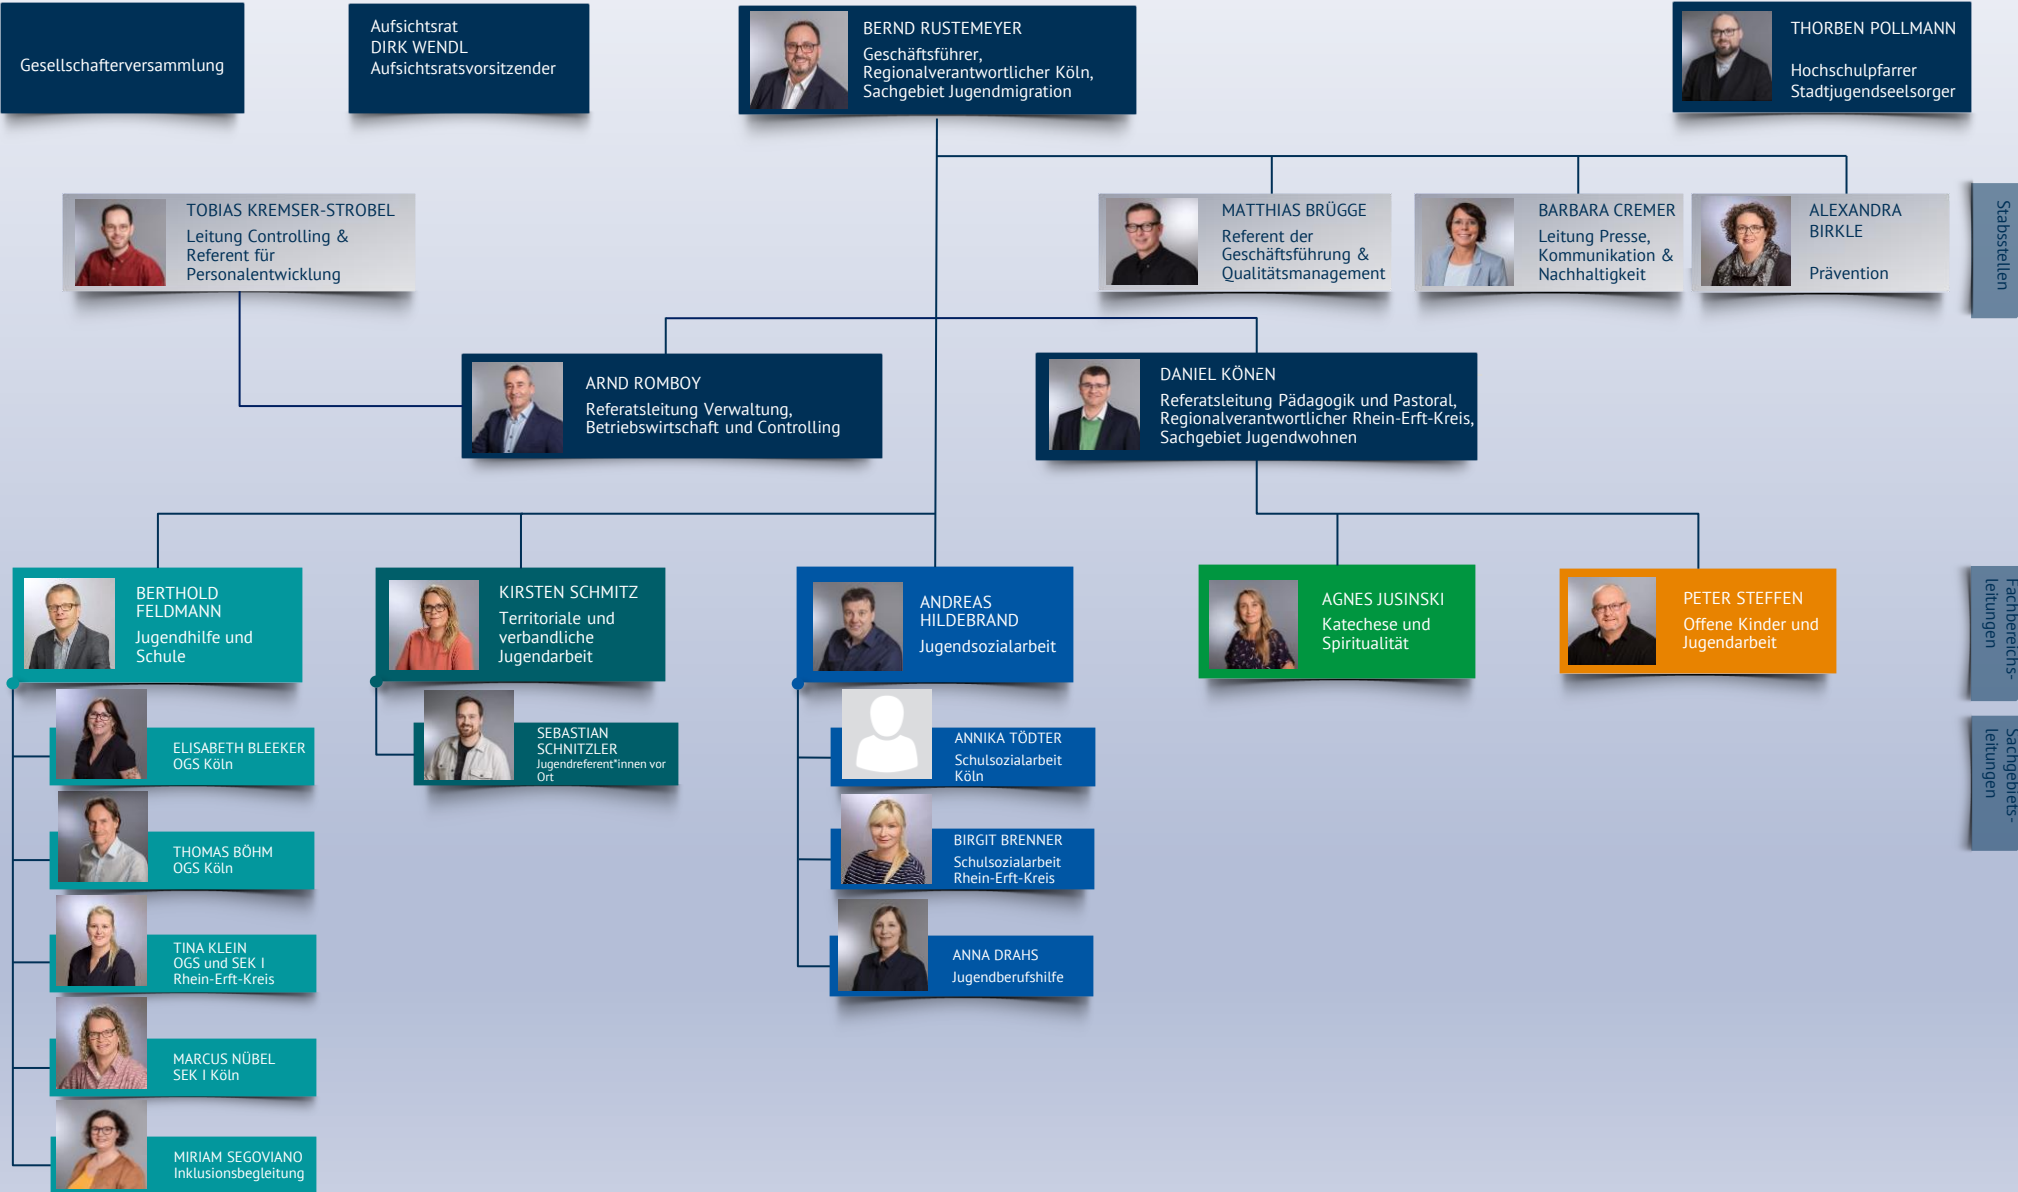 Gesellschafterversammlung
Aufsichtsrat
DIRK WENDL
Aufsichtsratsvorsitzender
BERND RUSTEMEYER
Geschäftsführer,
Regionalverantwortlicher Köln,
Sachgebiet Jugendmigration
THORBEN POLLMANN
Hochschulpfarrer
Stadtjugendseelsorger
TOBIAS KREMSER-STROBEL
Leitung Controlling &
Referent für
Personalentwicklung
MATTHIAS BRÜGGE
Referent der
Geschäftsführung &
Qualitätsmanagement
BARBARA CREMER
Leitung Presse,
Kommunikation &
Nachhaltigkeit
ALEXANDRA
BIRKLE
Prävention
Stabsstellen
ARND ROMBOY
Referatsleitung Verwaltung,
Betriebswirtschaft und Controlling
DANIEL KÖNEN
Referatsleitung Pädagogik und Pastoral,
Regionalverantwortlicher Rhein-Erft-Kreis,
Sachgebiet Jugendwohnen
BERTHOLD
FELDMANN
Jugendhilfe und
Schule
KIRSTEN SCHMITZ
Territoriale und
verbandliche
Jugendarbeit
ANDREAS
HILDEBRAND
Jugendsozialarbeit
AGNES JUSINSKI
Katechese und
Spiritualität
PETER STEFFEN
Offene Kinder und
Jugendarbeit
Fachbereichs-
leitungen
ELISABETH BLEEKER
OGS Köln
SEBASTIAN
SCHNITZLER
Jugendreferent*innen vor
Ort
ANNIKA TÖDTER
Schulsozialarbeit
Köln
Sachgebiets-
leitungen
THOMAS BÖHM
OGS Köln
BIRGIT BRENNER
Schulsozialarbeit
Rhein-Erft-Kreis
TINA KLEIN
OGS und SEK I
Rhein-Erft-Kreis
ANNA DRAHS
Jugendberufshilfe
MARCUS NÜBEL
SEK I Köln
MIRIAM SEGOVIANO
Inklusionsbegleitung